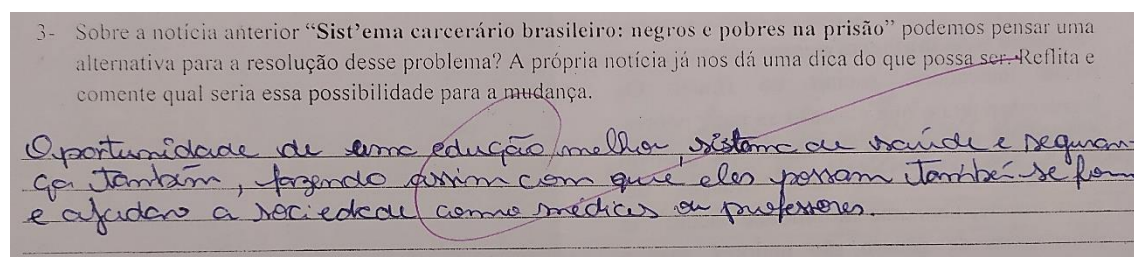 3- Sobre a notícia anterior “Sist’ema carcerário brasileiro: negros e pobres na prisão” podemos pensar uma
alternativa para a resolução desse problema? A própria notícia já nos dá uma dica do que possa ser. Reflita e
comente qual seria essa possibilidade para a mudança.
Oportunidade de uma edução melhor, sistema de saúde e seguran-
ça também, fazendo assim com que eles possam també se form
e ajudar a sociedade como médicos ou professores.